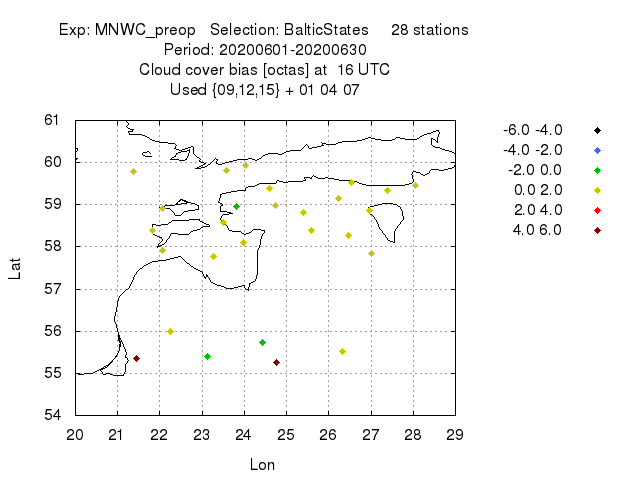 Exp: MNWC_preop   Selection: BalticStates     28 stations
Period: 20200601-20200630
Cloud cover bias [octas] at  16 UTC
Used {09,12,15} + 01 04 07
61
60
59
58
57
56
55
54
Lat
20 21 22 23 24 25 26 27 28 29
Lon
-6.0 -4.0
-4.0 -2.0
-2.0 0.0
0.0 2.0
2.0 4.0
4.0 6.0